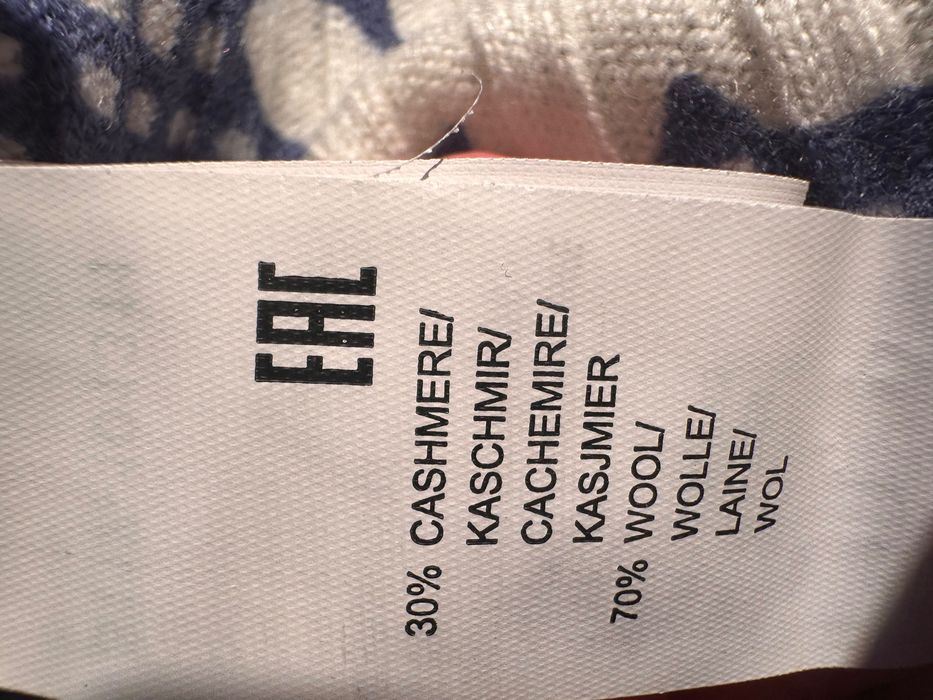 EAC
30% CASHMERE/
KASCHMIR/
CACHEMIRE/
KASJMIER
70% WOOL/
WOLLE/
LAINE/
WOL